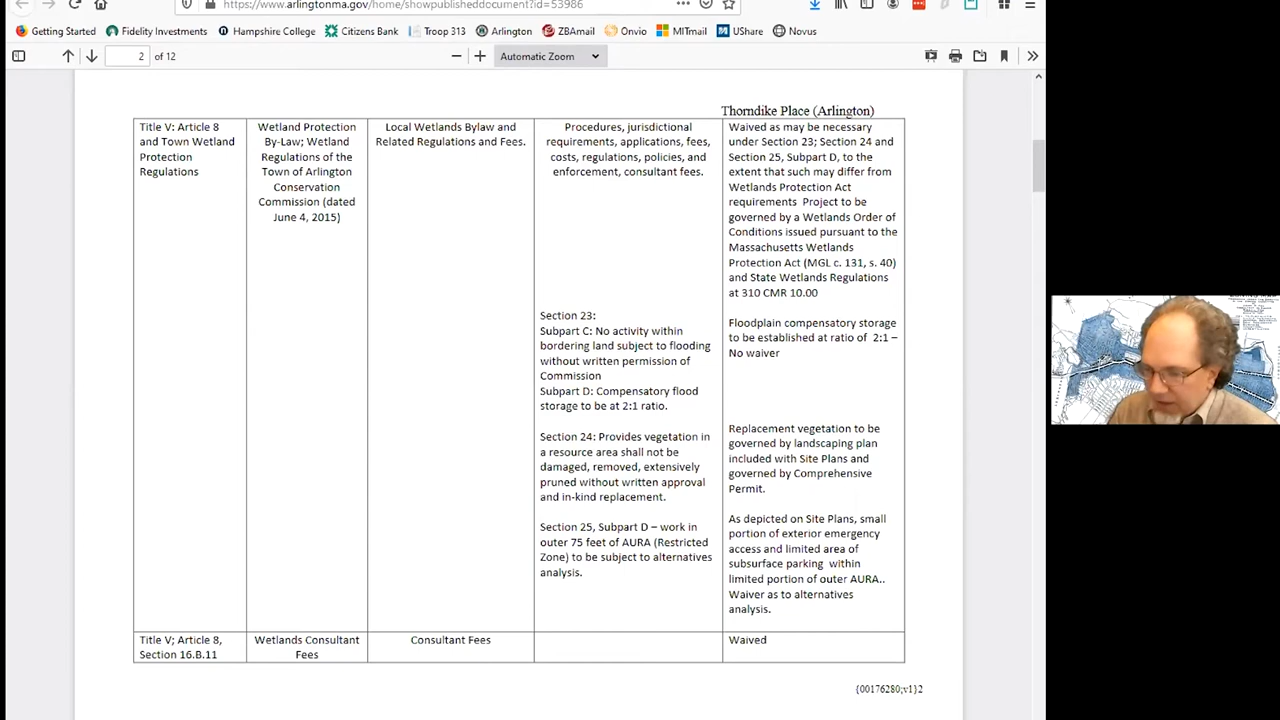 https://www.arlingtonma.gov/home/showpublisheddocument?id=53986
Getting Started
Fidelity Investments
Hampshire College
Citizens Bank
Troop 313
Arlington
ZBAmail
Onvio
MITmail
UShare
Novus
2
of 12
Automatic Zoom
Thorndike Place (Arlington)
Title V: Article 8
and Town Wetland
Protection
Regulations
Wetland Protection
By-Law; Wetland
Regulations of the
Town of Arlington
Conservation
Commission (dated
June 4, 2015)
Local Wetlands Bylaw and
Related Regulations and Fees.
Procedures, jurisdictional
requirements, applications, fees,
costs, regulations, policies, and
enforcement, consultant fees.
Section 23:
Subpart C: No activity within
bordering land subject to flooding
without written permission of
Commission
Subpart D: Compensatory flood
storage to be at 2:1 ratio.
Section 24: Provides vegetation in
a resource area shall not be
damaged, removed, extensively
pruned without written approval
and in-kind replacement.
Section 25, Subpart D – work in
outer 75 feet of AURA (Restricted
Zone) to be subject to alternatives
analysis.
Waived as may be necessary
under Section 23; Section 24 and
Section 25, Subpart D, to the
extent that such may differ from
Wetlands Protection Act
requirements Project to be
governed by a Wetlands Order of
Conditions issued pursuant to the
Massachusetts Wetlands
Protection Act (MGL c. 131, s. 40)
and State Wetlands Regulations
at 310 CMR 10.00
Floodplain compensatory storage
to be established at ratio of 2:1 –
No waiver
Replacement vegetation to be
governed by landscaping plan
included with Site Plans and
governed by Comprehensive
Permit.
As depicted on Site Plans, small
portion of exterior emergency
access and limited area of
subsurface parking within
limited portion of outer AURA..
Waiver as to alternatives
analysis.
Title V; Article 8,
Section 16.B.11
Wetlands Consultant
Fees
Consultant Fees
Waived
{00176280;v1}2